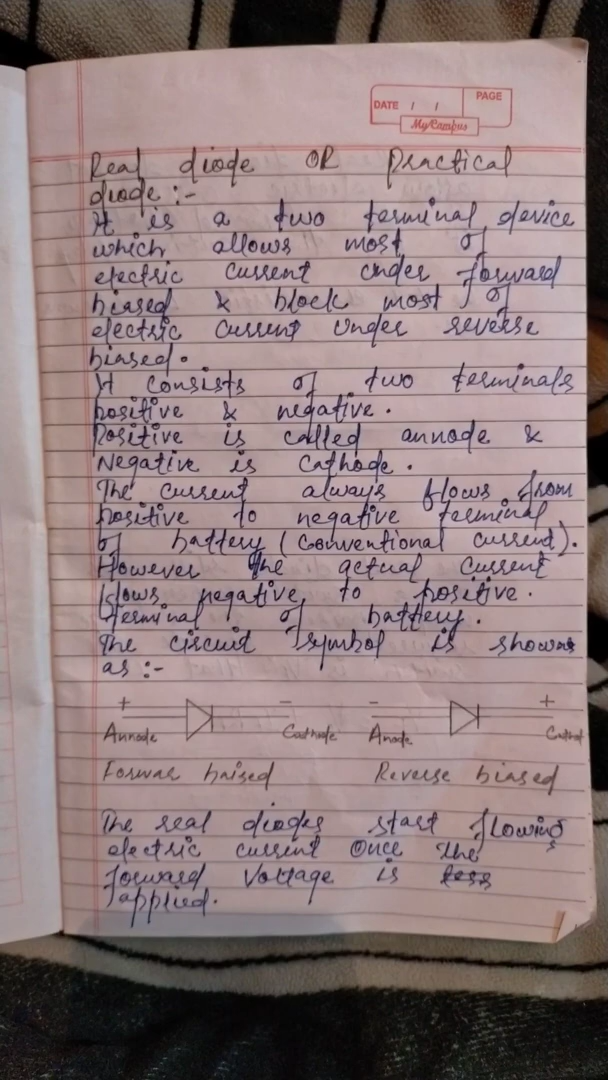 DATE / / PAGE
MyCampus
Real diode OR Practical
diode :-
It is a two terminal device
which allows most of
electric current under forward
biased & block most of
electric current under reverse
biased.
It consists of two terminals
positive & negative.
Positive is called annode &
Negative is Cathode.
The current always flows from
positive to negative terminal
of battery (Conventional current).
However the actual current
flows negative to positive.
terminal of battery.
The circuit symbol is shown
as :-
+ - - +
Annode Cathode Anode Cathod
Forwar baised Reverse biased
The real diodes start flowing
electric current once the
forward voltage is less
applied.